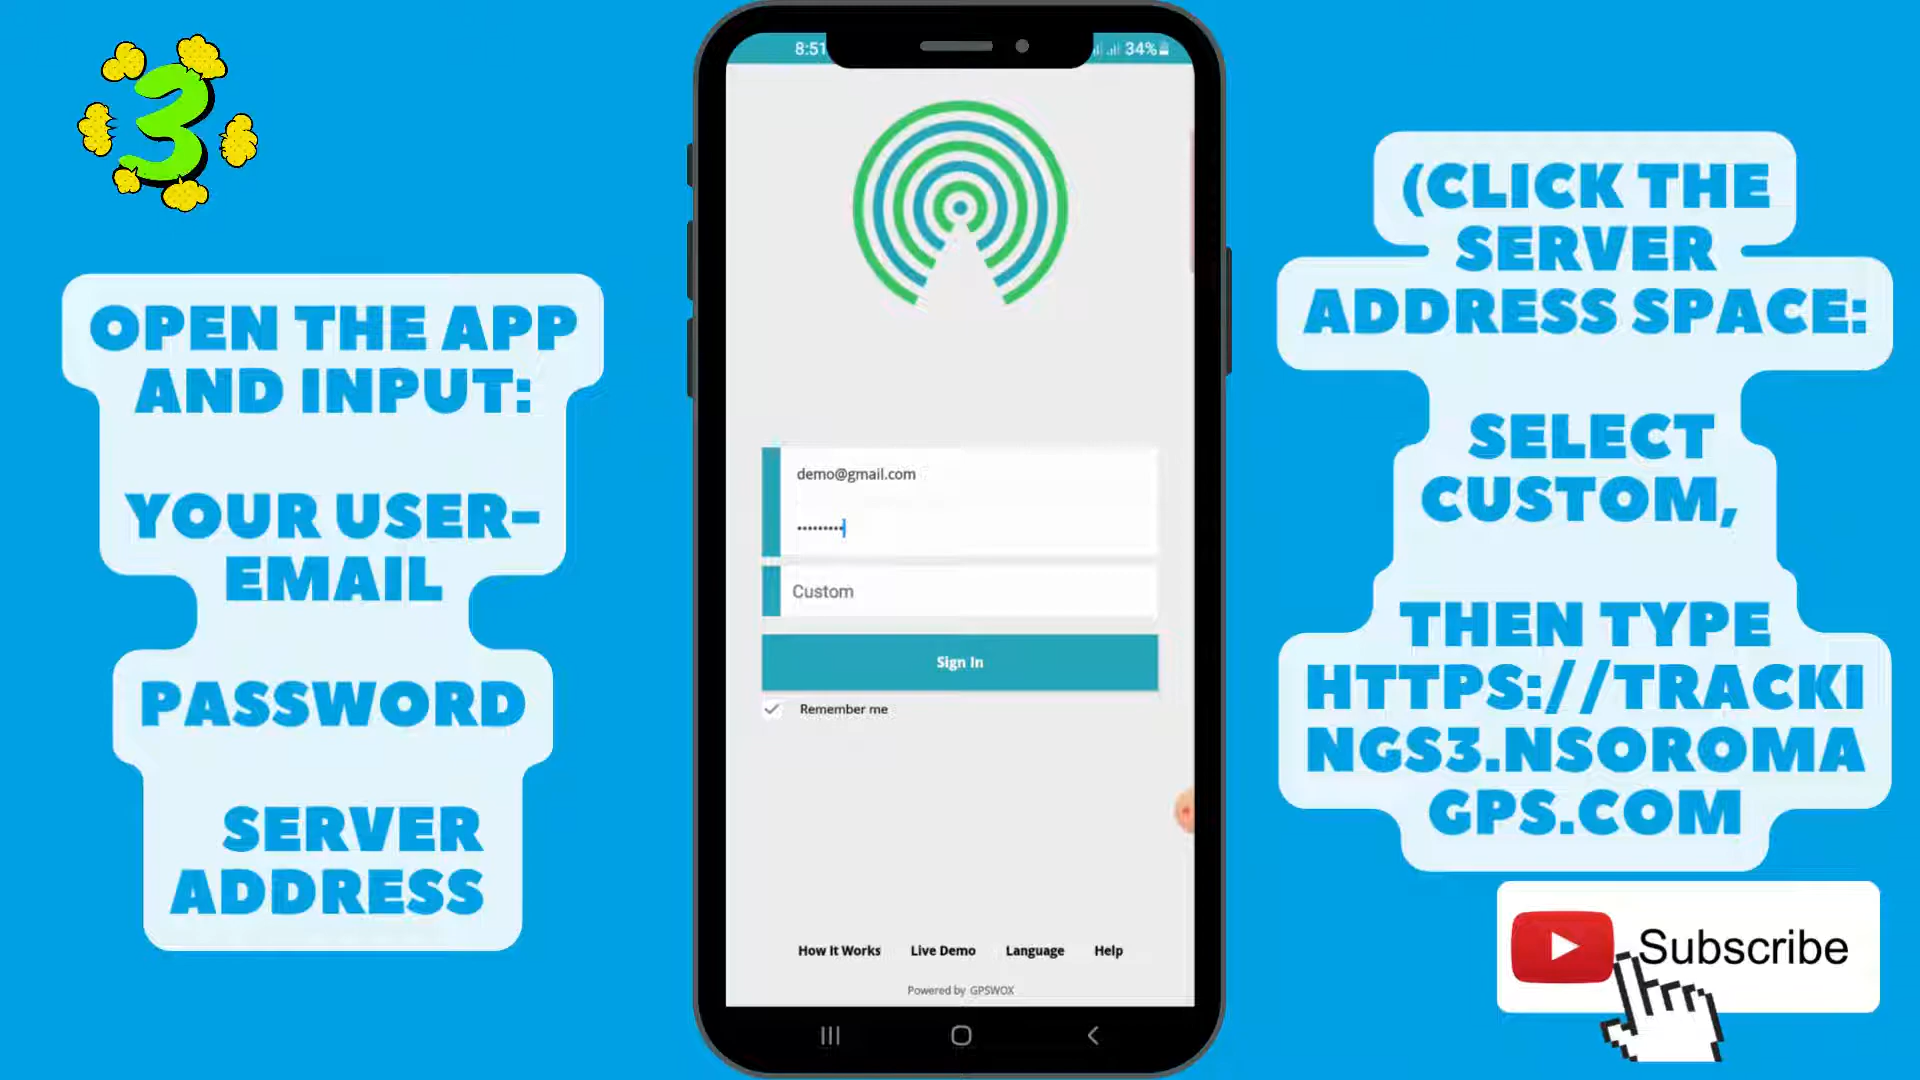 3
OPEN THE APP
AND INPUT:
YOUR USER-
EMAIL
PASSWORD
SERVER
ADDRESS
8:51
34%
demo@gmail.com
•••••••••
Custom
Sign In
Remember me
How It Works Live Demo Language Help
Powered by GPSWOX
(CLICK THE
SERVER
ADDRESS SPACE:
SELECT
CUSTOM,
THEN TYPE
HTTPS://TRACKI
NGS3.NSOROMA
GPS.COM
Subscribe